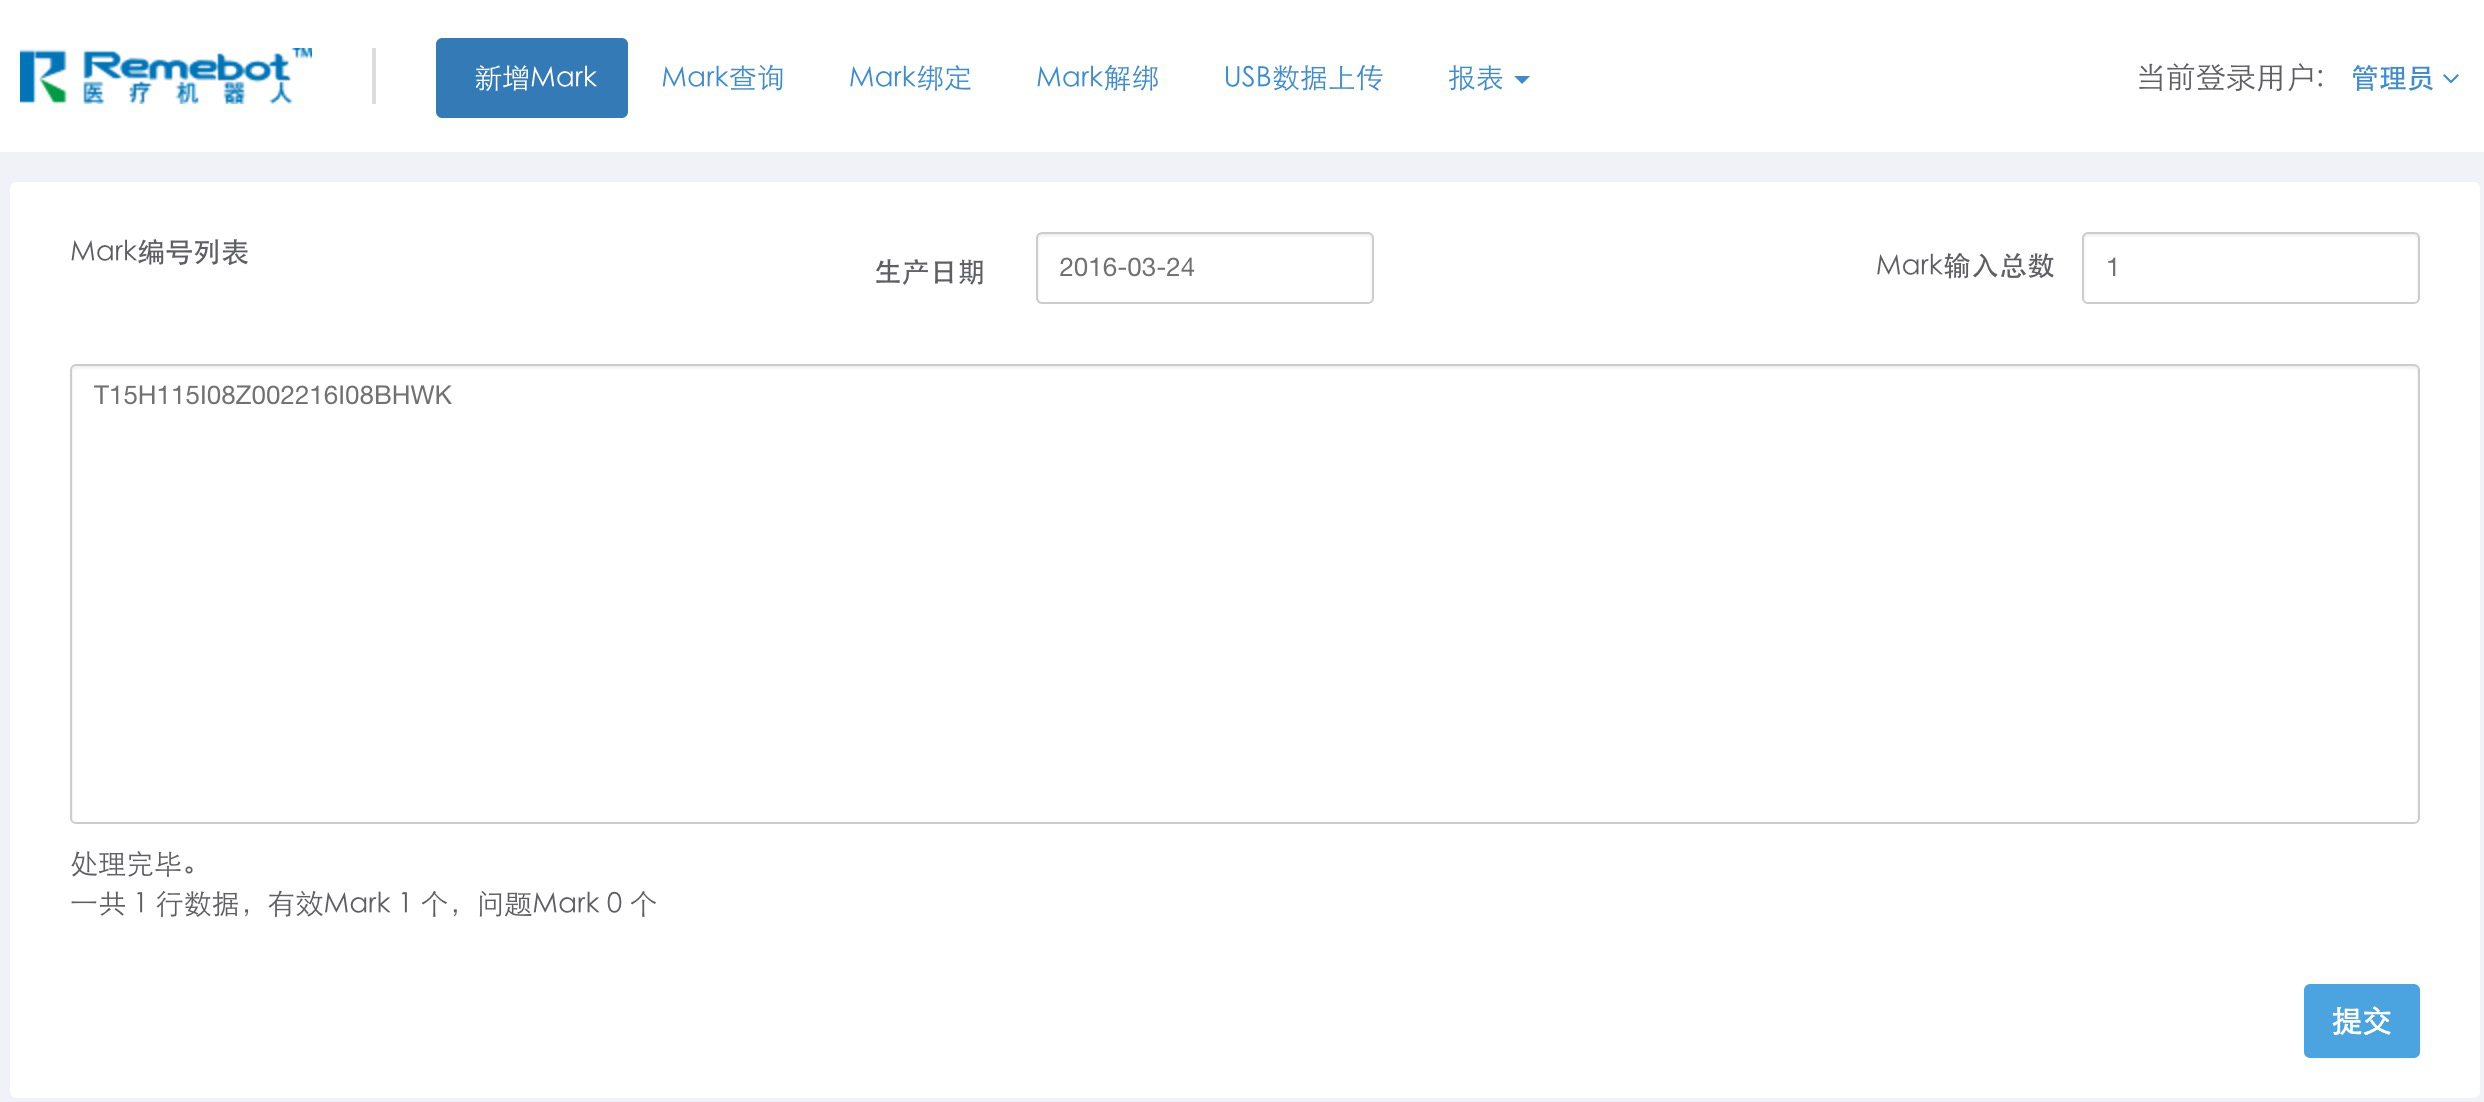 Remebot™
医疗机器人
新增Mark
Mark查询
Mark绑定
Mark解绑
USB数据上传
报表
当前登录用户：
管理员
Mark编号列表
生产日期
2016-03-24
Mark输入总数
1
T15H115I08Z002216I08BHWK
处理完毕。
一共 1 行数据，有效Mark 1 个，问题Mark 0 个
提交